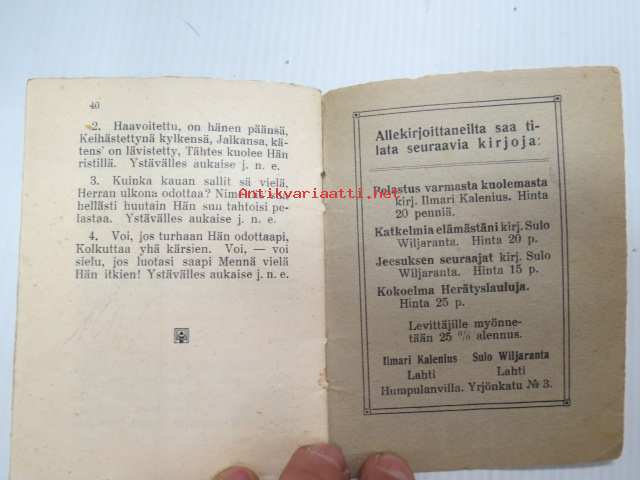 40
2. Haavoitettu, on hänen päänsä,
Keihästettynä kylkensä, Jalkansa, kä-
tens' on lävistetty, Tähtes kuolee Hän
ristillä. Ystävälles aukaise j. n. e.
3. Kuinka kauan sallit sä vielä,
Herran ulkona odottaa? Nimes
hellästi huutain Hän sun tahtoisi pe-
lastaa. Ystävälles aukaise j. n. e.
4. Voi, jos turhaan Hän odottaapi,
Kolkuttaa yhä kärsien. Voi, — voi
sielu, jos luotasi saapi Mennä vielä
Hän itkien! Ystävälles aukaise j. n. e.
Antikvariaatti.net
Allekirjoittaneilta saa ti-
lata seuraavia kirjoja:
Pelastus varmasta kuolemasta
kirj. Ilmari Kalenius. Hinta
20 penniä.
Katkelmia elämästäni kirj. Sulo
Wiljaranta. Hinta 20 p.
Jeesuksen seuraajat kirj. Sulo
Wiljaranta. Hinta 15 p.
Kokoelma Herätyslauluja.
Hinta 25 p.
Levittäjille myönne-
tään 25 % alennus.
Ilmari Kalenius Sulo Wiljaranta
Lahti Lahti
Humpulanvilla. Yrjönkatu № 3.